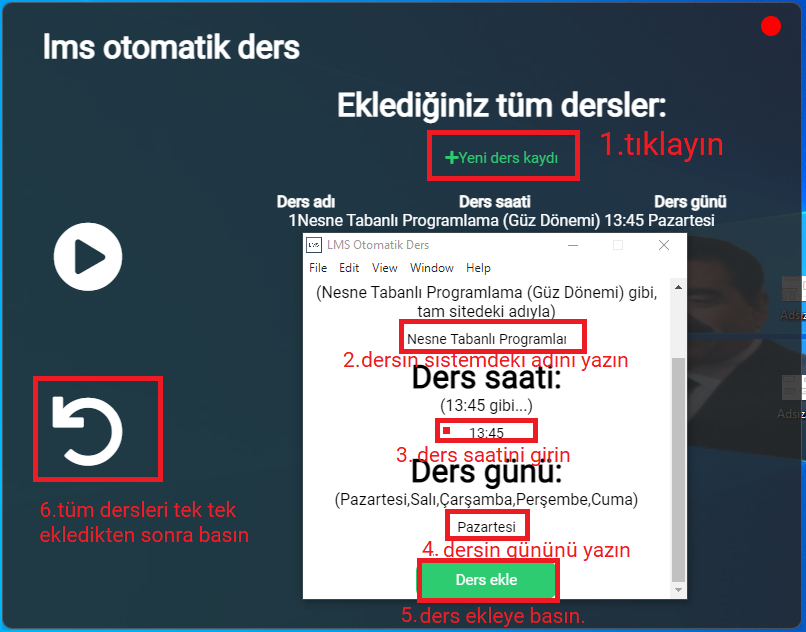 lms otomatik ders
Eklediğiniz tüm dersler:
+Yeni ders kaydı
1.tıklayın
Ders adı Ders saati Ders günü
1Nesne Tabanlı Programlama (Güz Dönemi) 13:45 Pazartesi
LMS Otomatik Ders
File Edit View Window Help
(Nesne Tabanlı Programlama (Güz Dönemi) gibi,
tam sitedeki adıyla)
Nesne Tabanlı Programlaı
2.dersin sistemdeki adını yazın
Ders saati:
(13:45 gibi...)
13:45
3. ders saatini girin
Ders günü:
(Pazartesi,Salı,Çarşamba,Perşembe,Cuma)
Pazartesi
4. dersin gününü yazın
Ders ekle
5.ders ekleye basın.
6.tüm dersleri tek tek
ekledikten sonra basın